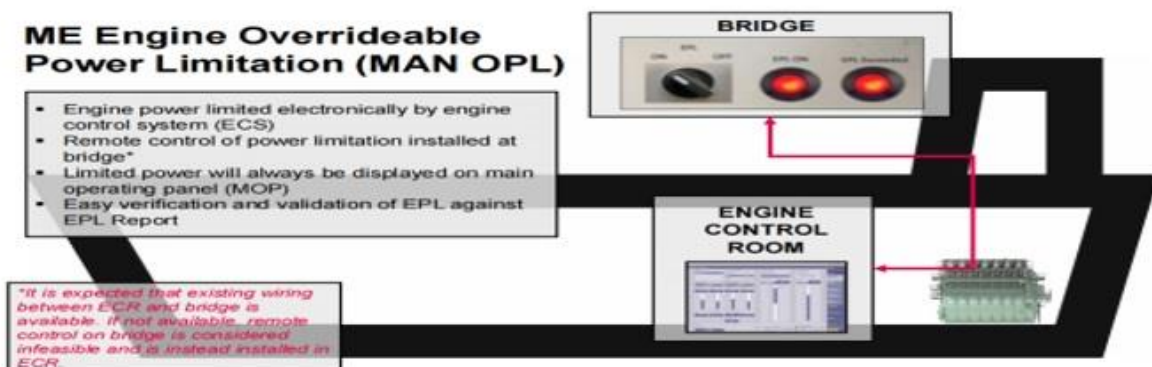 ME Engine Overrideable
Power Limitation (MAN OPL)
• Engine power limited electronically by engine
control system (ECS)
• Remote control of power limitation installed at
bridge*
• Limited power will always be displayed on main
operating panel (MOP)
• Easy verification and validation of EPL against
EPL Report
BRIDGE
EPL
ON
OFF
EPL ON
EPL Exceeded
ENGINE
CONTROL
ROOM
*It is expected that existing wiring
between ECR and bridge is
available. If not available, remote
control on bridge is considered
infeasible and is instead installed in
ECR.